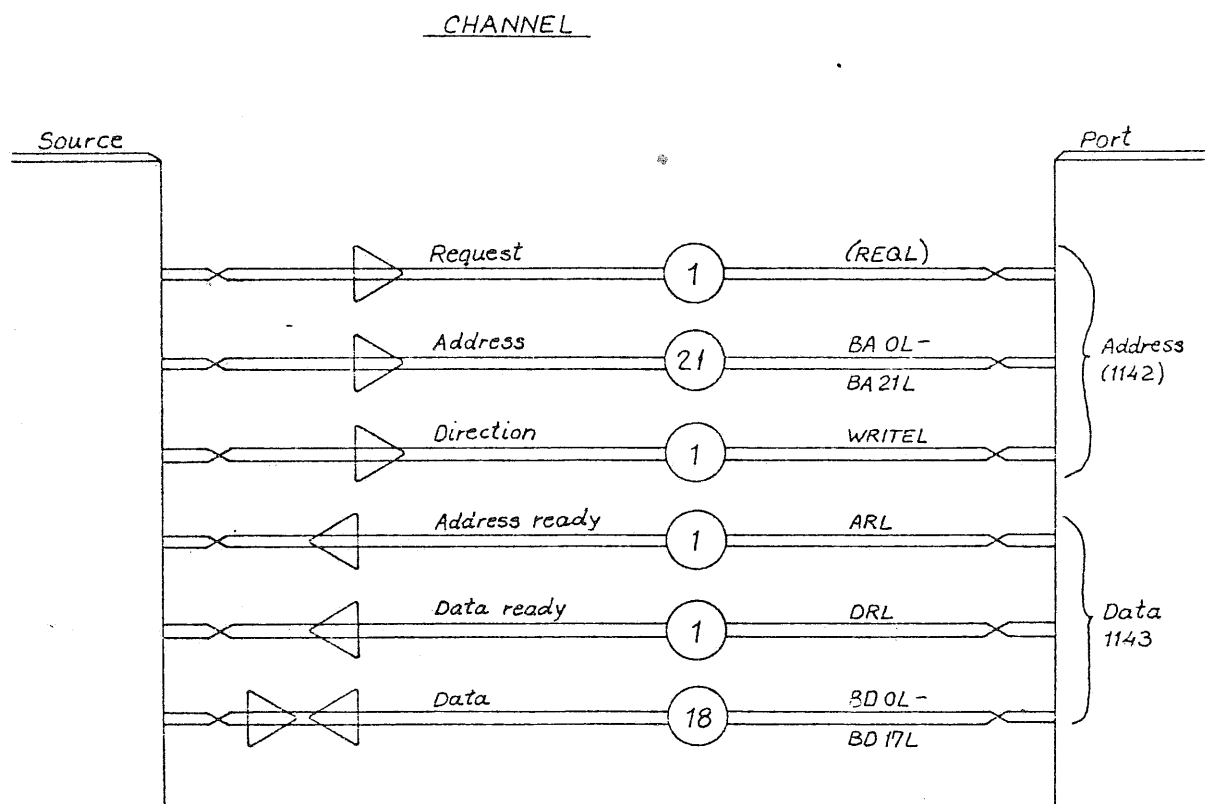 CHANNEL
Source
Port
Request
1
(REQL)
Address
21
BA 0L-
BA 21L
Address
(1142)
Direction
1
WRITEL
Address ready
1
ARL
Data ready
1
DRL
Data
1143
Data
18
BD 0L-
BD 17L